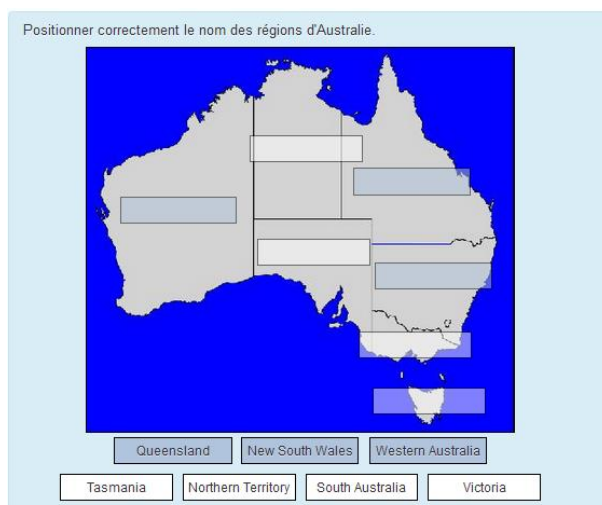 Positionner correctement le nom des régions d'Australie.
Queensland New South Wales Western Australia
Tasmania Northern Territory South Australia Victoria